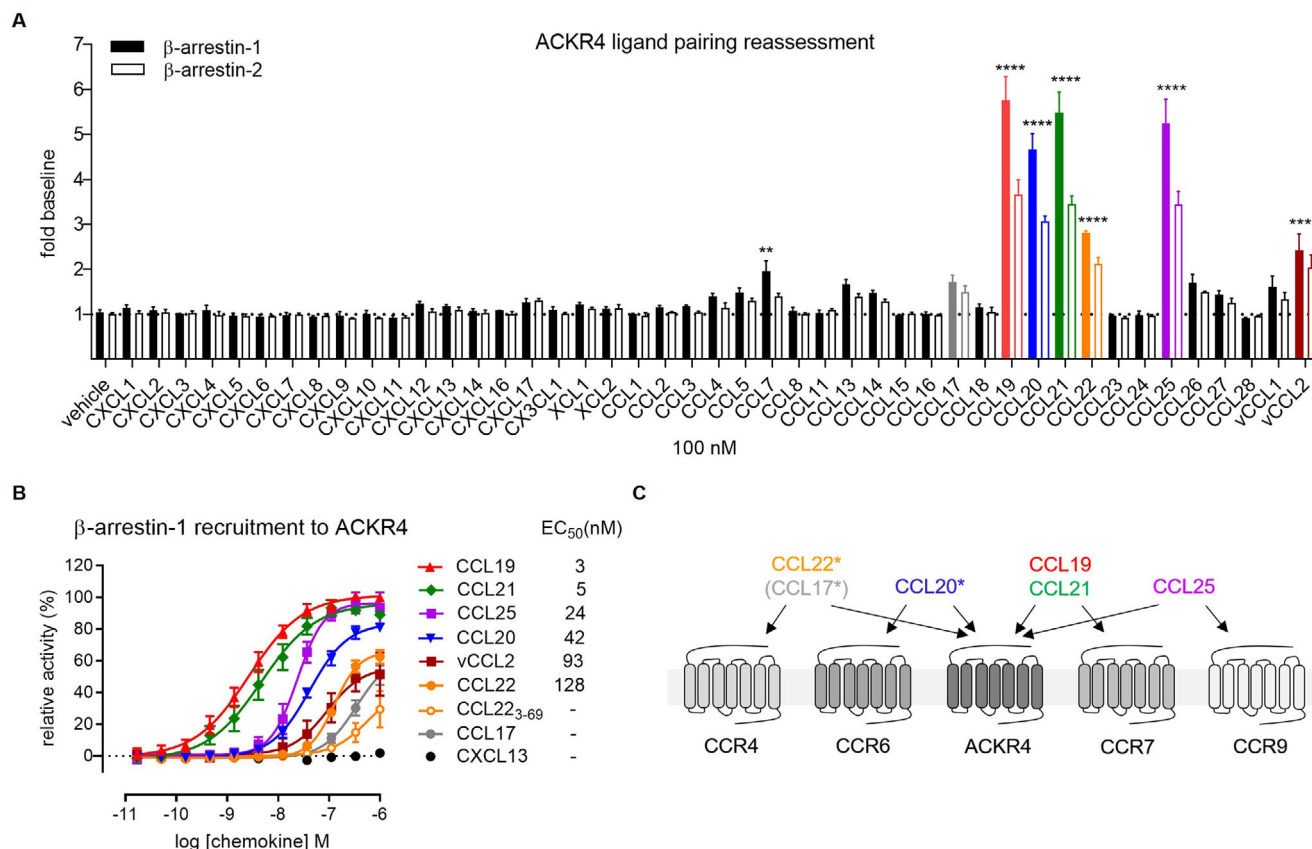 A
ACKR4 ligand pairing reassessment
β-arrestin-1
β-arrestin-2
fold baseline
7
6
5
4
3
2
1
**
****
****
****
****
****
***
vehicle
CXCL1
CXCL2
CXCL3
CXCL4
CXCL5
CXCL6
CXCL7
CXCL8
CXCL9
CXCL10
CXCL11
CXCL12
CXCL13
CXCL14
CXCL16
CXCL17
CX3CL1
XCL1
XCL2
CCL1
CCL2
CCL3
CCL4
CCL5
CCL7
CCL8
CCL11
CCL13
CCL14
CCL15
CCL16
CCL17
CCL18
CCL19
CCL20
CCL21
CCL22
CCL23
CCL24
CCL25
CCL26
CCL27
CCL28
vCCL1
vCCL2
100 nM
B
β-arrestin-1 recruitment to ACKR4
EC50(nM)
relative activity (%)
120
100
80
60
40
20
0
-11 -10 -9 -8 -7 -6
log [chemokine] M
CCL19 3
CCL21 5
CCL25 24
CCL20 42
vCCL2 93
CCL22 128
CCL223-69 -
CCL17 -
CXCL13 -
C
CCL22*
(CCL17*)
CCL20*
CCL19
CCL21
CCL25
CCR4 CCR6 ACKR4 CCR7 CCR9